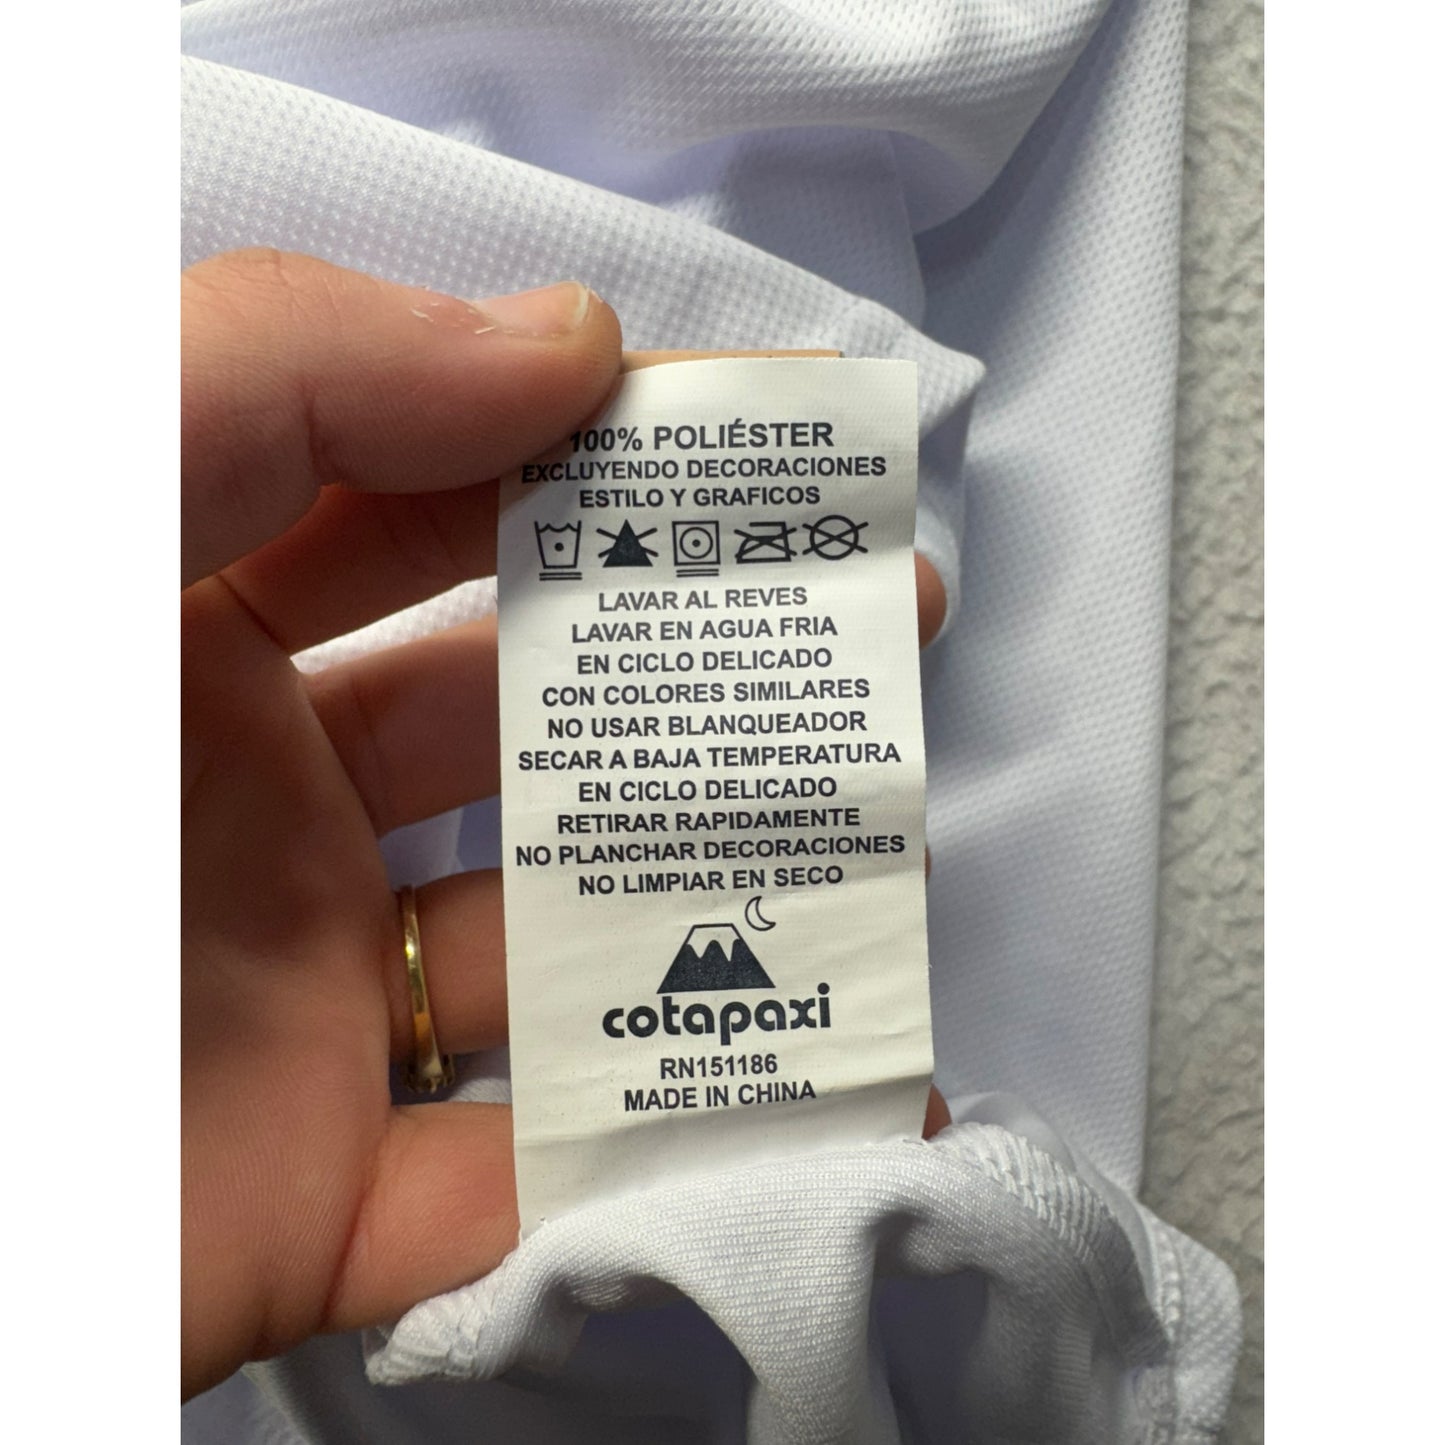 100% POLIÉSTER
EXCLUYENDO DECORACIONES
ESTILO Y GRAFICOS
LAVAR AL REVES
LAVAR EN AGUA FRIA
EN CICLO DELICADO
CON COLORES SIMILARES
NO USAR BLANQUEADOR
SECAR A BAJA TEMPERATURA
EN CICLO DELICADO
RETIRAR RAPIDAMENTE
NO PLANCHAR DECORACIONES
NO LIMPIAR EN SECO
cotapaxi
RN151186
MADE IN CHINA